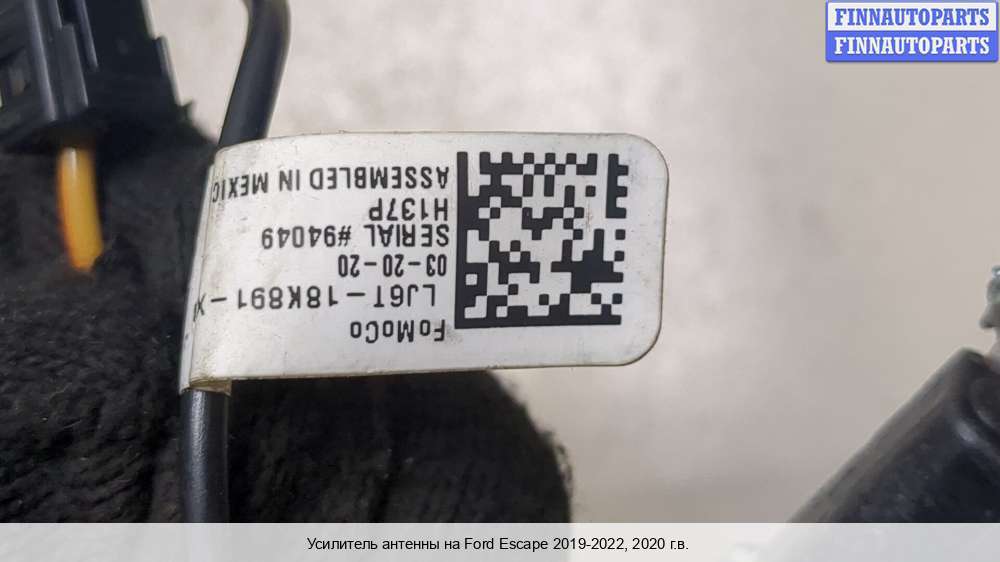 FINNAUTOPARTS
FINNAUTOPARTS
FoMoCo
LJ6T-18K891-
03-20-20
SERIAL #94049
H137P
ASSEMBLED IN MEXIC
Усилитель антенны на Ford Escape 2019-2022, 2020 г.в.